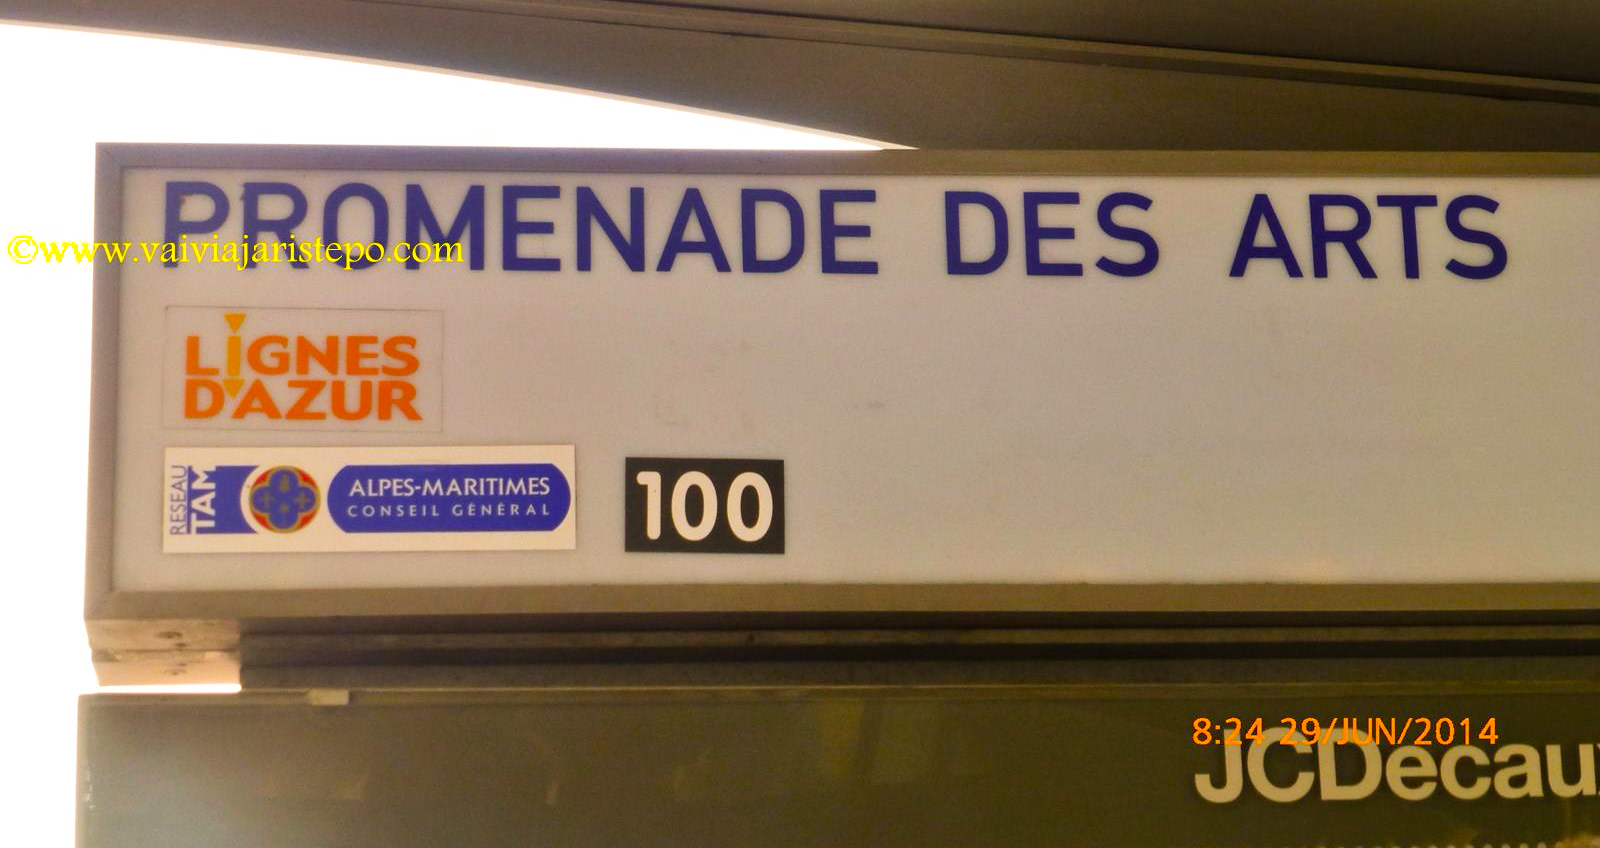 PROMENADE DES ARTS
©www.vaiviajaristepo.com
LIGNES
D'AZUR
RESEAU
TAM
ALPES-MARITIMES
CONSEIL GÉNÉRAL
100
8:24 29/JUN/2014
JCDecaux